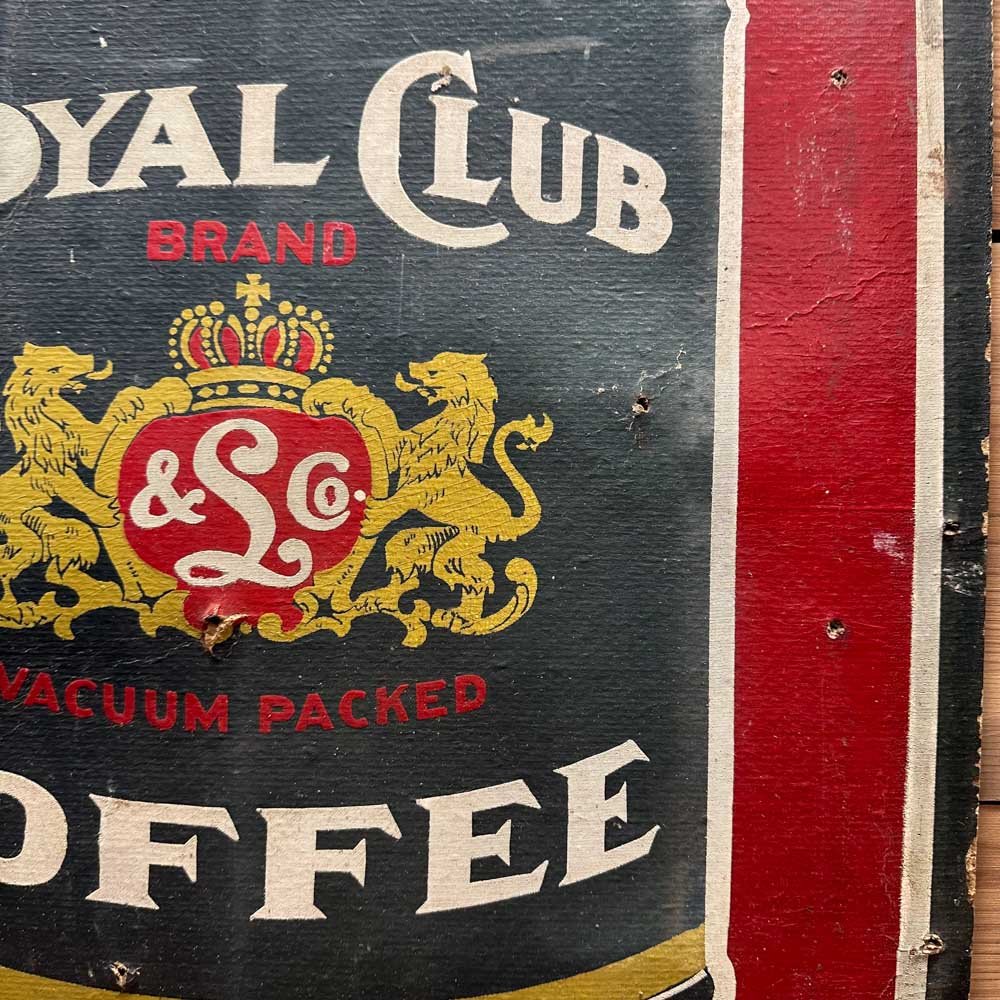 OYAL CLUB
BRAND
& L Co.
VACUUM PACKED
OFFEE